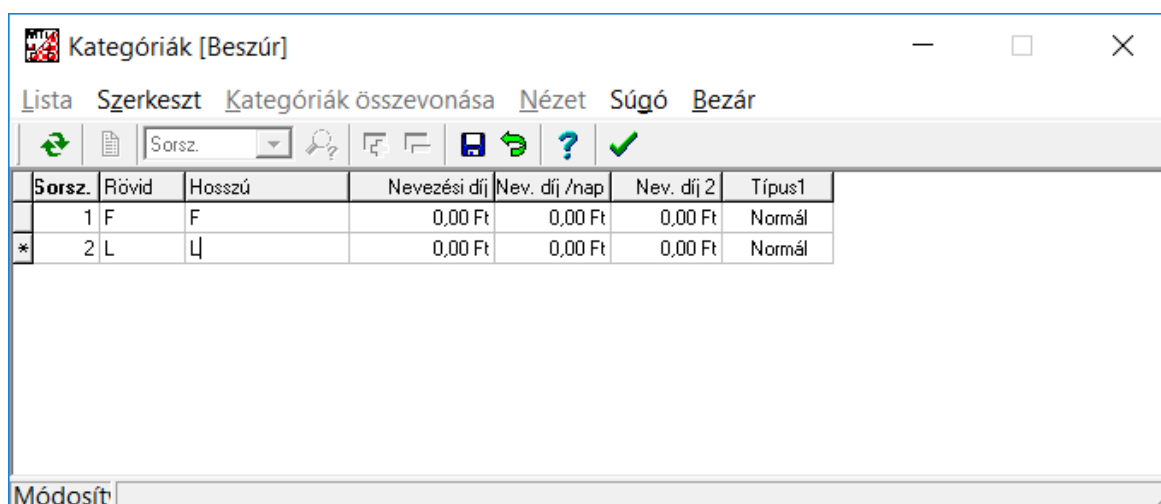 Kategóriák [Beszúr]
Lista Szerkeszt Kategóriák összevonása Nézet Súgó Bezár
Sorsz.
Sorsz. Rövid Hosszú Nevezési díj Nev. díj /nap Nev. díj 2 Típus1
1 F F 0,00 Ft 0,00 Ft 0,00 Ft Normál
* 2 L L 0,00 Ft 0,00 Ft 0,00 Ft Normál
Módosít